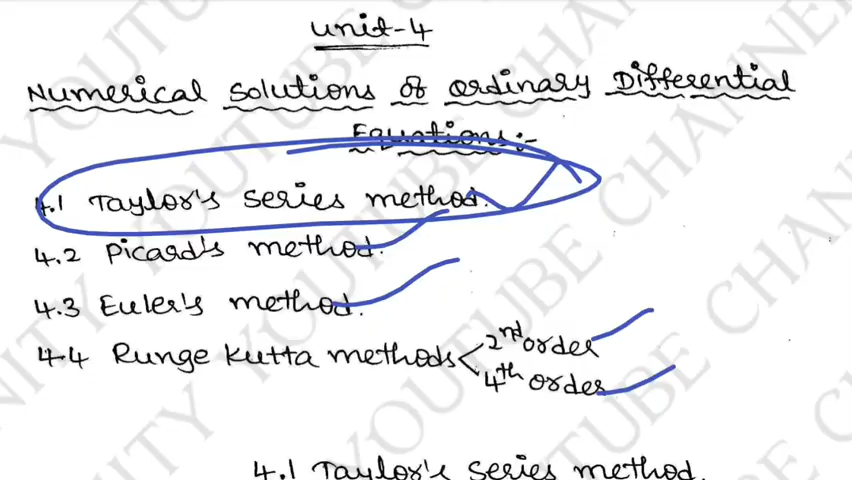 Unit-4
Numerical Solutions of Ordinary Differential
Equations:-
4.1 Taylor's series method.
4.2 Picard's method.
4.3 Euler's method.
4.4 Runge Kutta methods < 2nd order
4th order
4.1 Taylor's series method.